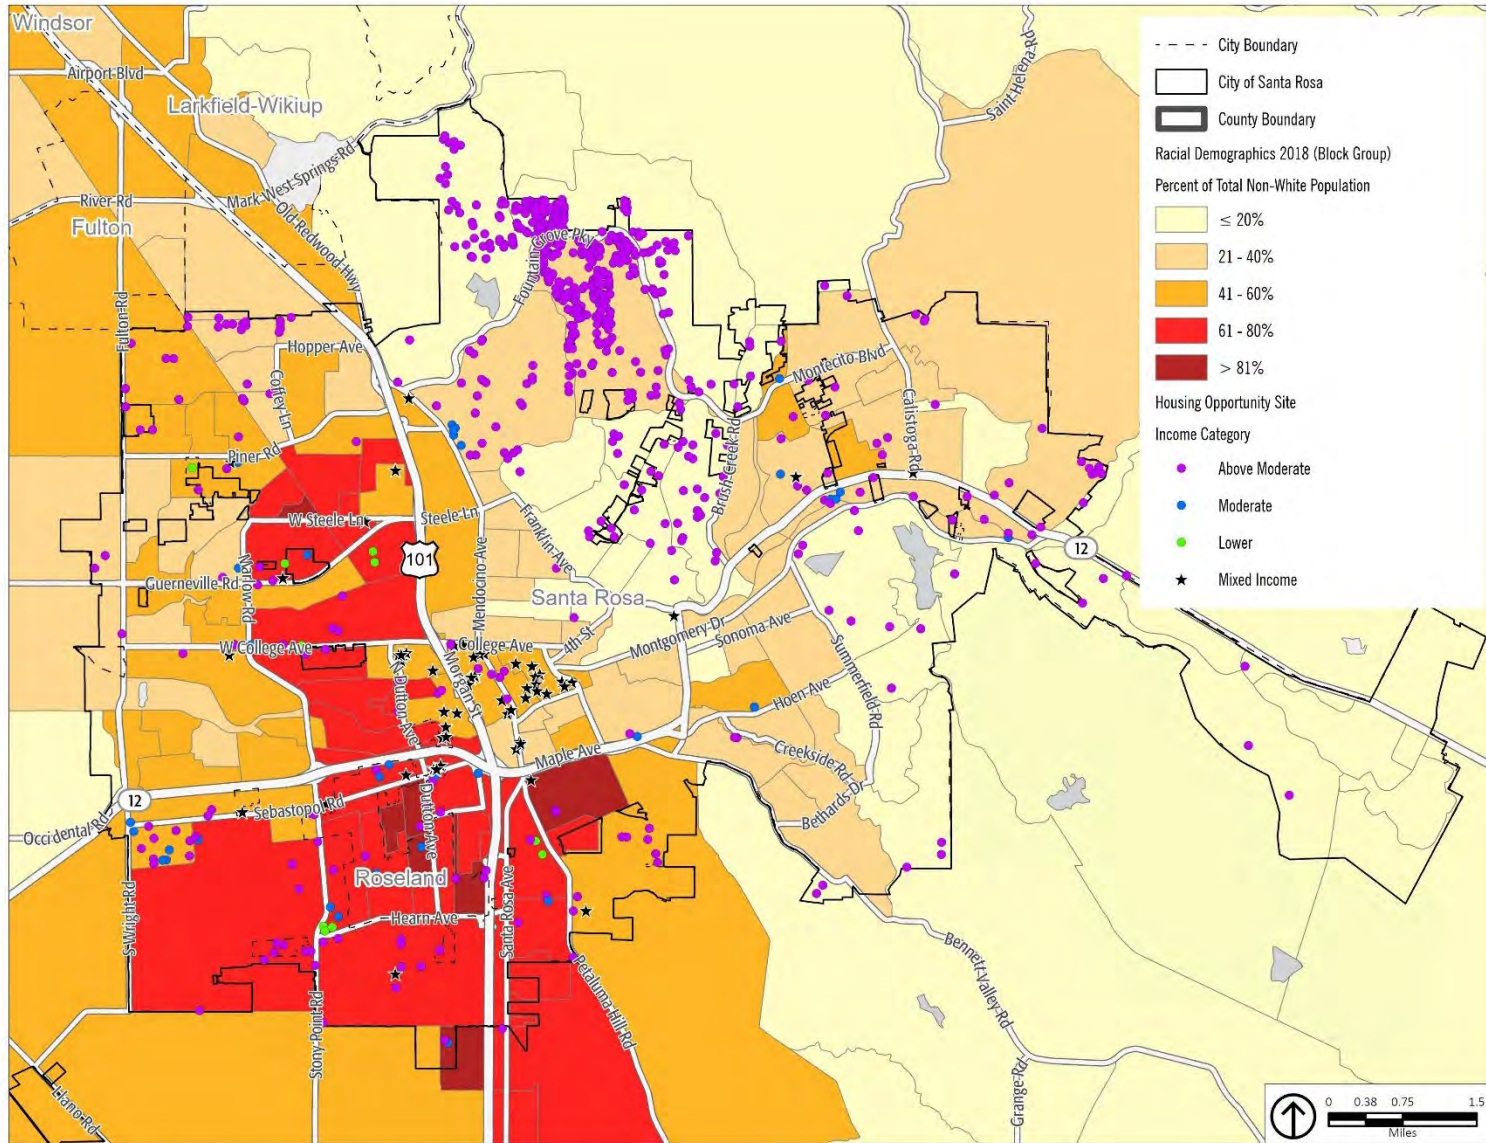 Windsor
Airport Blvd
Larkfield-Wikiup
Mark West Springs Rd
River Rd
Fulton
Old Redwood Hwy
Saint Helena Rd
Fountain Grove Pky
Fulton Rd
Hopper Ave
Coffey Ln
Piner Rd
Montecito Blvd
Calistoga Rd
Brush Creek Rd
W Steele Ln
Steele Ln
Franklin Ave
101
Mendocino Ave
Marlow Rd
Guerneville Rd
12
Santa Rosa
W College Ave
College Ave
4th St
Montgomery Dr
Sonoma Ave
Summerfield Rd
N Dutton Ave
Morgan St
Hoen Ave
Maple Ave
Creekside Rd
Bethards Dr
12
Sebastopol Rd
Occidental Rd
Dutton Ave
Roseland
S Wright Rd
Hearn Ave
Santa Rosa Ave
Stony Point Rd
Petaluma Hill Rd
Bennett Valley Rd
Grange Rd
Llano Rd
City Boundary
City of Santa Rosa
County Boundary
Racial Demographics 2018 (Block Group)
Percent of Total Non-White Population
≤ 20%
21 - 40%
41 - 60%
61 - 80%
> 81%
Housing Opportunity Site
Income Category
Above Moderate
Moderate
Lower
Mixed Income
0 0.38 0.75 1.5
Miles